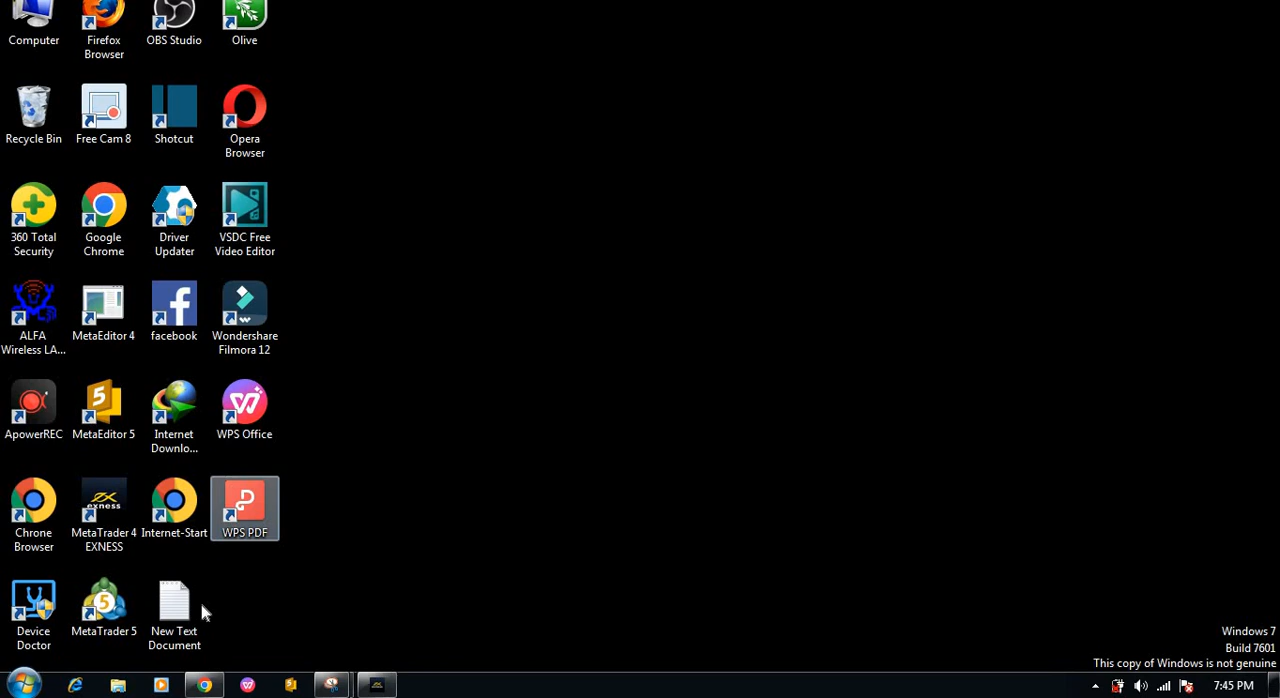 Computer
Firefox
Browser
OBS Studio
Olive
Recycle Bin
Free Cam 8
Shotcut
Opera
Browser
360 Total
Security
Google
Chrome
Driver
Updater
VSDC Free
Video Editor
ALFA
Wireless LA...
MetaEditor 4
facebook
Wondershare
Filmora 12
ApowerREC
5
MetaEditor 5
Internet
Downlo...
WPS Office
Chrone
Browser
exness
MetaTrader 4
EXNESS
Internet-Start
WPS PDF
Device
Doctor
5
MetaTrader 5
New Text
Document
Windows 7
Build 7601
This copy of Windows is not genuine
7:45 PM